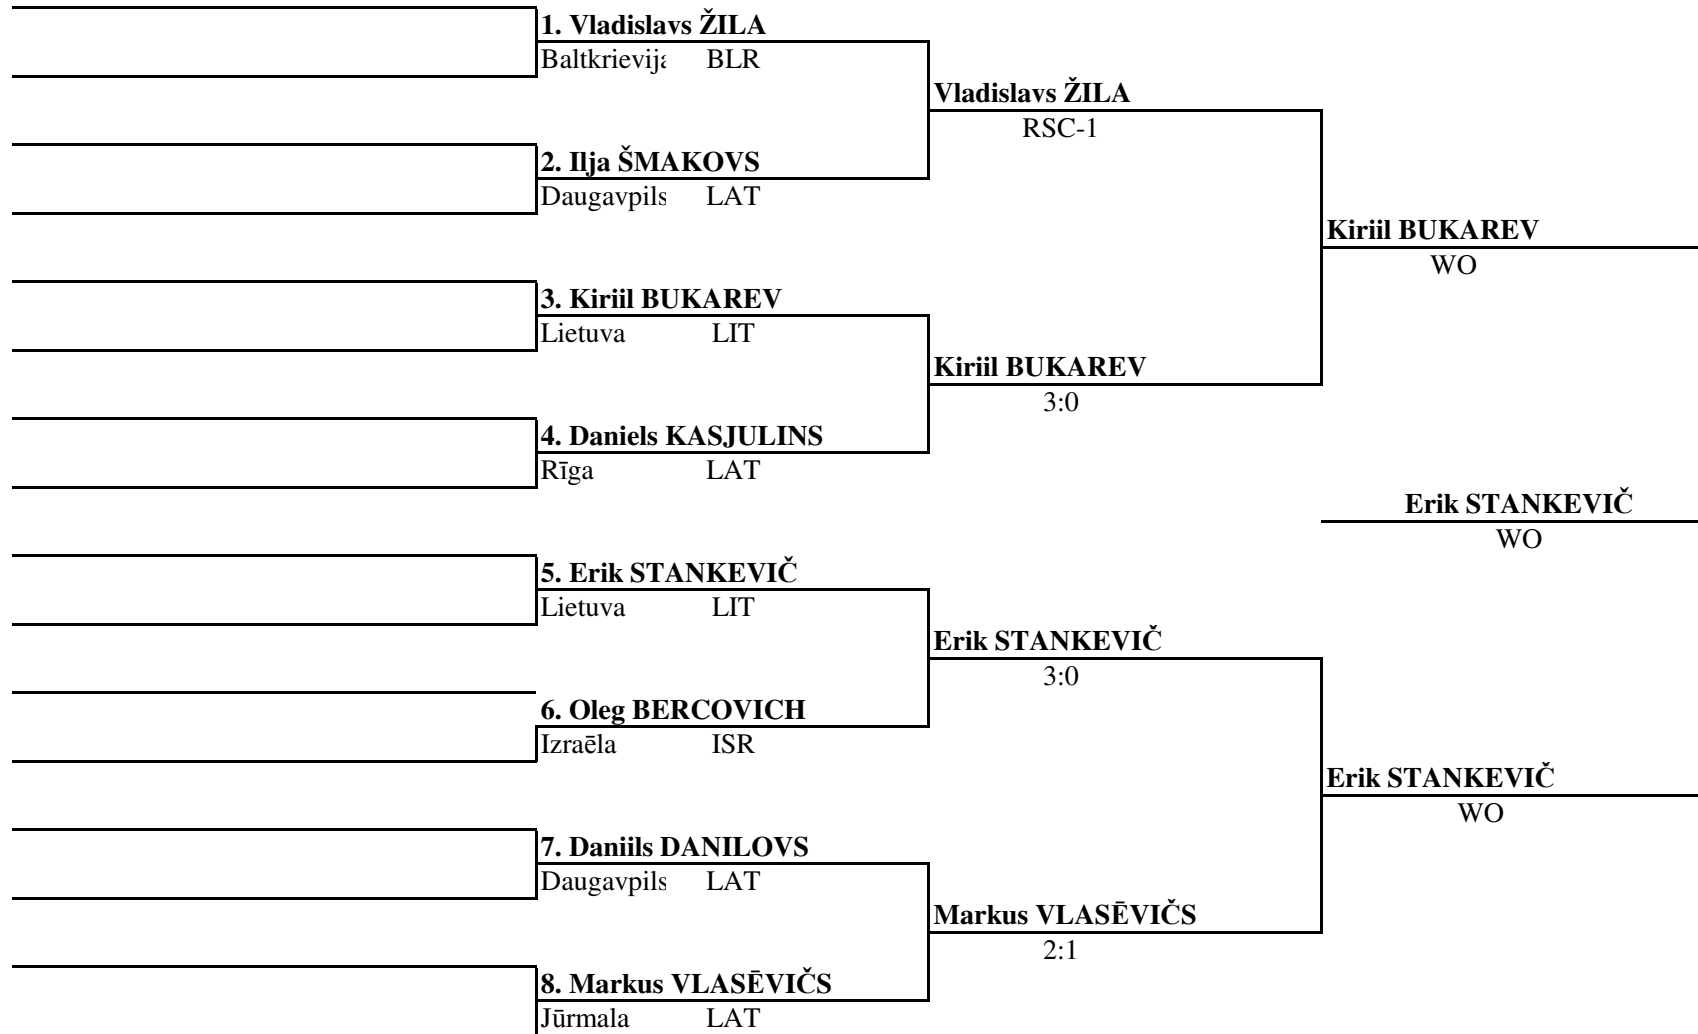 1. Vladislavs ŽILA
Baltkrievija BLR
Vladislavs ŽILA
RSC-1
2. Ilja ŠMAKOVS
Daugavpils LAT
Kiriil BUKAREV
WO
3. Kiriil BUKAREV
Lietuva LIT
Kiriil BUKAREV
3:0
4. Daniels KASJULINS
Rīga LAT
Erik STANKEVIČ
WO
5. Erik STANKEVIČ
Lietuva LIT
Erik STANKEVIČ
3:0
6. Oleg BERCOVICH
Izraēla ISR
Erik STANKEVIČ
WO
7. Daniils DANILOVS
Daugavpils LAT
Markus VLASĒVIČS
2:1
8. Markus VLASĒVIČS
Jūrmala LAT